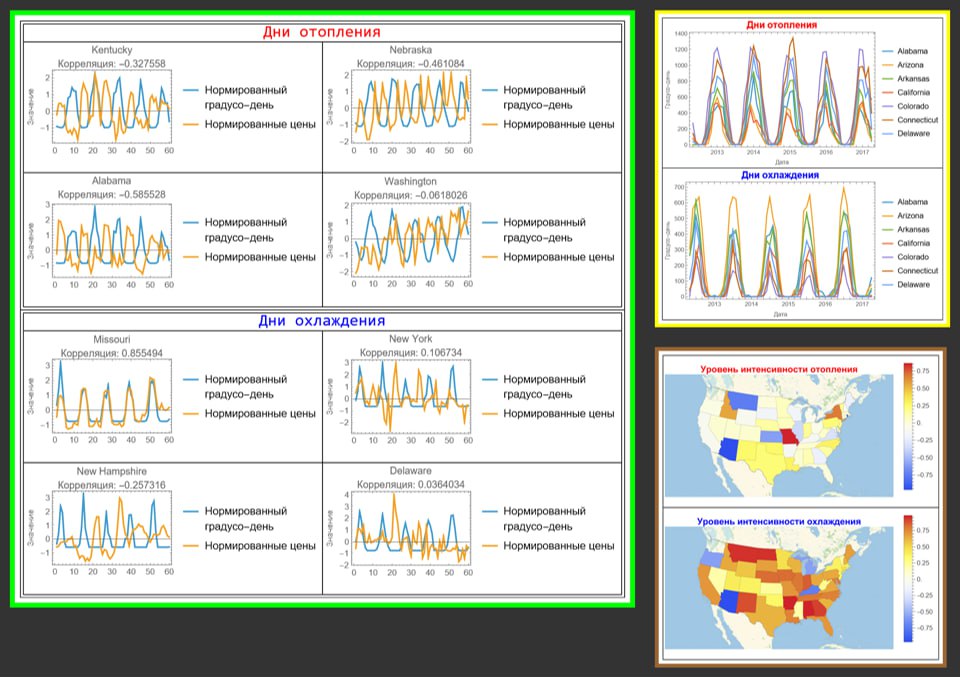 Дни отопления
Kentucky
Корреляция: −0.327558
Значение
2
1
0
−1
−2
0 10 20 30 40 50 60
Нормированный
градусо−день
Нормированные цены
Nebraska
Корреляция: −0.461084
Значение
2
1
0
−1
−2
0 10 20 30 40 50 60
Нормированный
градусо−день
Нормированные цены
Alabama
Корреляция: −0.585528
Значение
3
2
1
0
−1
0 10 20 30 40 50 60
Нормированный
градусо−день
Нормированные цены
Washington
Корреляция: −0.0618026
Значение
2
1
0
−1
−2
0 10 20 30 40 50 60
Нормированный
градусо−день
Нормированные цены
Дни охлаждения
Missouri
Корреляция: 0.855494
Значение
3
2
1
0
−1
0 10 20 30 40 50 60
Нормированный
градусо−день
Нормированные цены
New York
Корреляция: 0.106734
Значение
3
2
1
0
−1
−2
0 10 20 30 40 50 60
Нормированный
градусо−день
Нормированные цены
New Hampshire
Корреляция: −0.257316
Значение
3
2
1
0
−1
0 10 20 30 40 50 60
Нормированный
градусо−день
Нормированные цены
Delaware
Корреляция: 0.0364034
Значение
4
3
2
1
0
−1
−2
0 10 20 30 40 50 60
Нормированный
градусо−день
Нормированные цены
Дни отопления
1400
1200
1000
800
600
400
200
0
2013 2014 2015 2016 2017
Дата
Alabama
Arizona
Arkansas
California
Colorado
Connecticut
Delaware
Дни охлаждения
700
600
500
400
300
200
100
0
2013 2014 2015 2016 2017
Дата
Alabama
Arizona
Arkansas
California
Colorado
Connecticut
Delaware
Уровень интенсивности отопления
0.75
0.50
0.25
0
−0.25
−0.50
−0.75
Уровень интенсивности охлаждения
0.75
0.50
0.25
0
−0.25
−0.50
−0.75